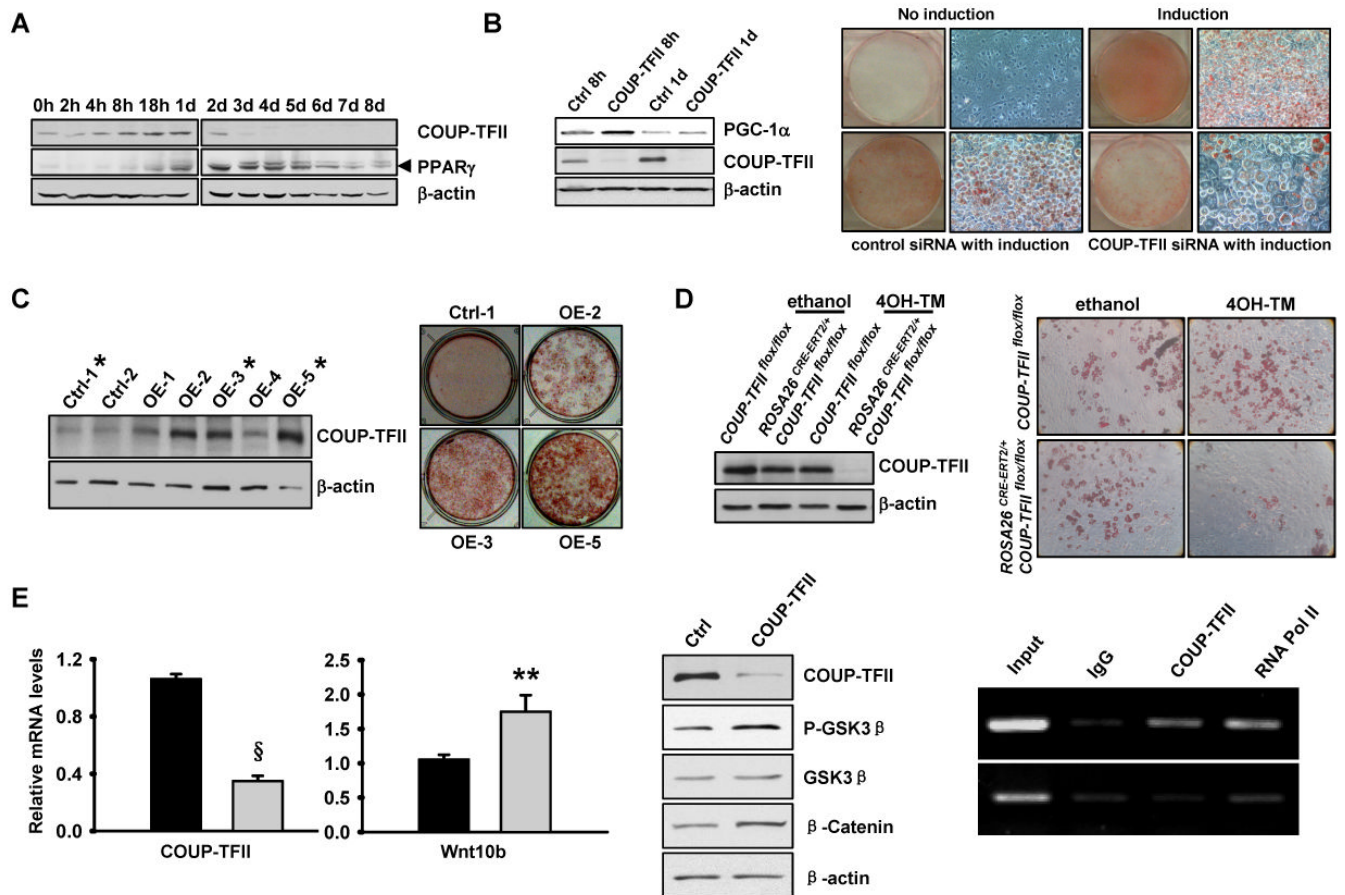 A
0h 2h 4h 8h 18h 1d 2d 3d 4d 5d 6d 7d 8d
COUP-TFII
PPARγ
β-actin
B
Ctrl 8h
COUP-TFII 8h
Ctrl 1d
COUP-TFII 1d
PGC-1α
COUP-TFII
β-actin
No induction
Induction
control siRNA with induction
COUP-TFII siRNA with induction
C
Ctrl-1 *
Ctrl-2
OE-1
OE-2
OE-3 *
OE-4
OE-5 *
COUP-TFII
β-actin
Ctrl-1
OE-2
OE-3
OE-5
D
ethanol
4OH-TM
COUP-TFII flox/flox
ROSA26 CRE-ERT2/+
COUP-TFII flox/flox
COUP-TFII flox/flox
ROSA26 CRE-ERT2/+
COUP-TFII flox/flox
COUP-TFII
β-actin
ethanol
4OH-TM
COUP-TFII flox/flox
ROSA26 CRE-ERT2/+
COUP-TFII flox/flox
E
Relative mRNA levels
1.2
0.8
0.4
0.0
§
COUP-TFII
2.5
2.0
1.5
1.0
0.5
0.0
**
Wnt10b
Ctrl
COUP-TFII
COUP-TFII
P-GSK3 β
GSK3 β
β -Catenin
β -actin
Input
IgG
COUP-TFII
RNA Pol II